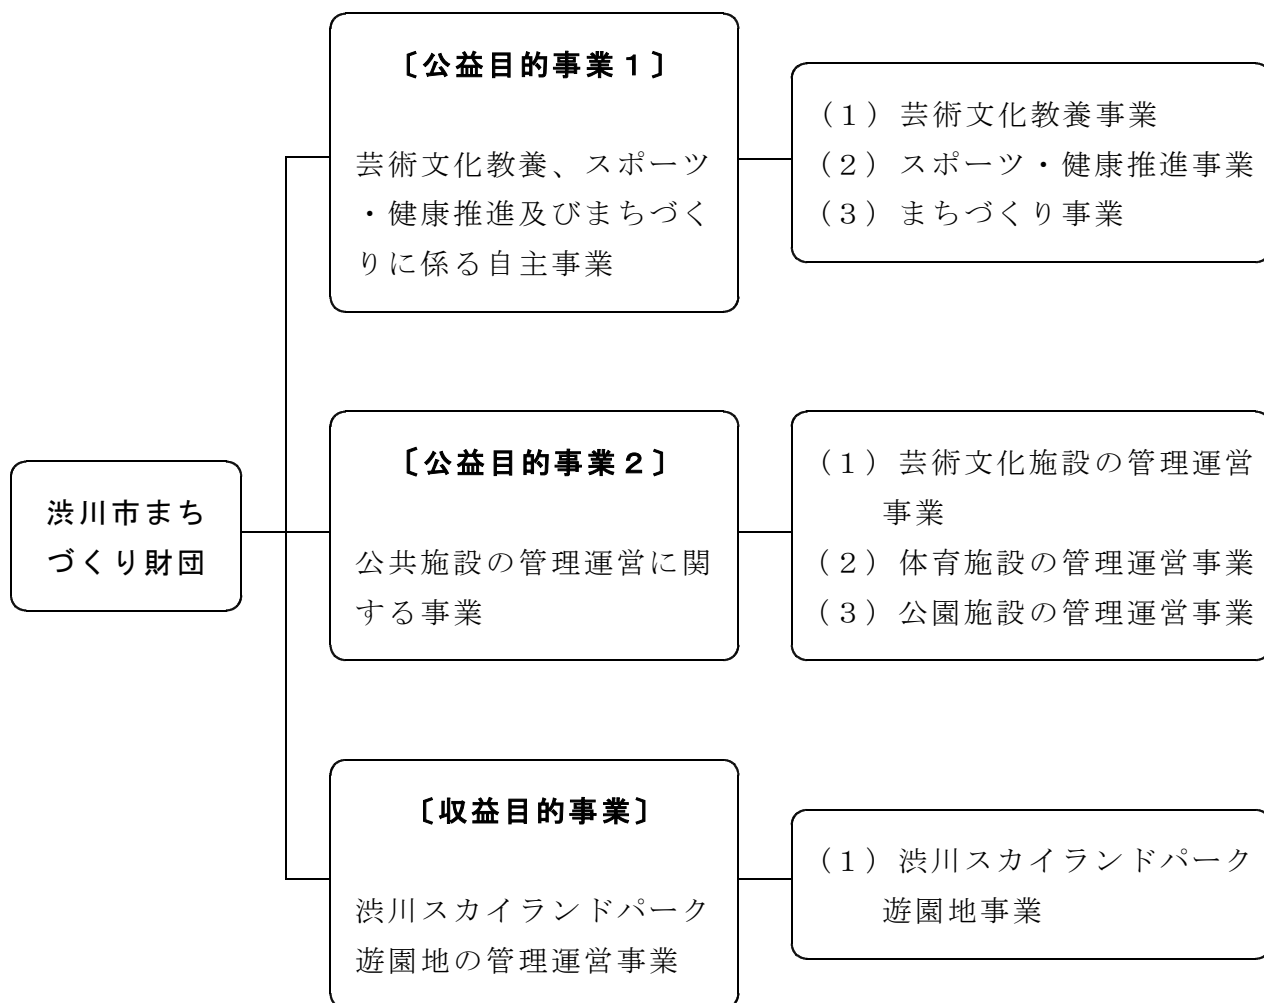 渋川市まち
づくり財団
〔公益目的事業１〕
芸術文化教養、スポーツ
・健康推進及びまちづく
りに係る自主事業
（１）芸術文化教養事業
（２）スポーツ・健康推進事業
（３）まちづくり事業
〔公益目的事業２〕
公共施設の管理運営に関
する事業
（１）芸術文化施設の管理運営
事業
（２）体育施設の管理運営事業
（３）公園施設の管理運営事業
〔収益目的事業〕
渋川スカイランドパーク
遊園地の管理運営事業
（１）渋川スカイランドパーク
遊園地事業